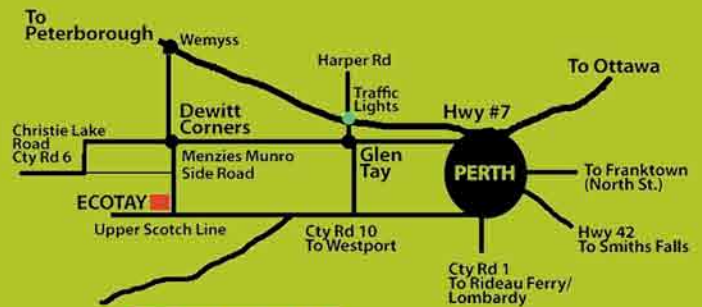 To
Peterborough
Wemyss
Harper Rd
Traffic
Lights
Hwy #7
To Ottawa
Christie Lake
Road
Cty Rd 6
Dewitt
Corners
Menzies Munro
Side Road
Glen
Tay
PERTH
To Franktown
(North St.)
ECOTAY
Upper Scotch Line
Cty Rd 10
To Westport
Hwy 42
To Smiths Falls
Cty Rd 1
To Rideau Ferry/
Lombardy